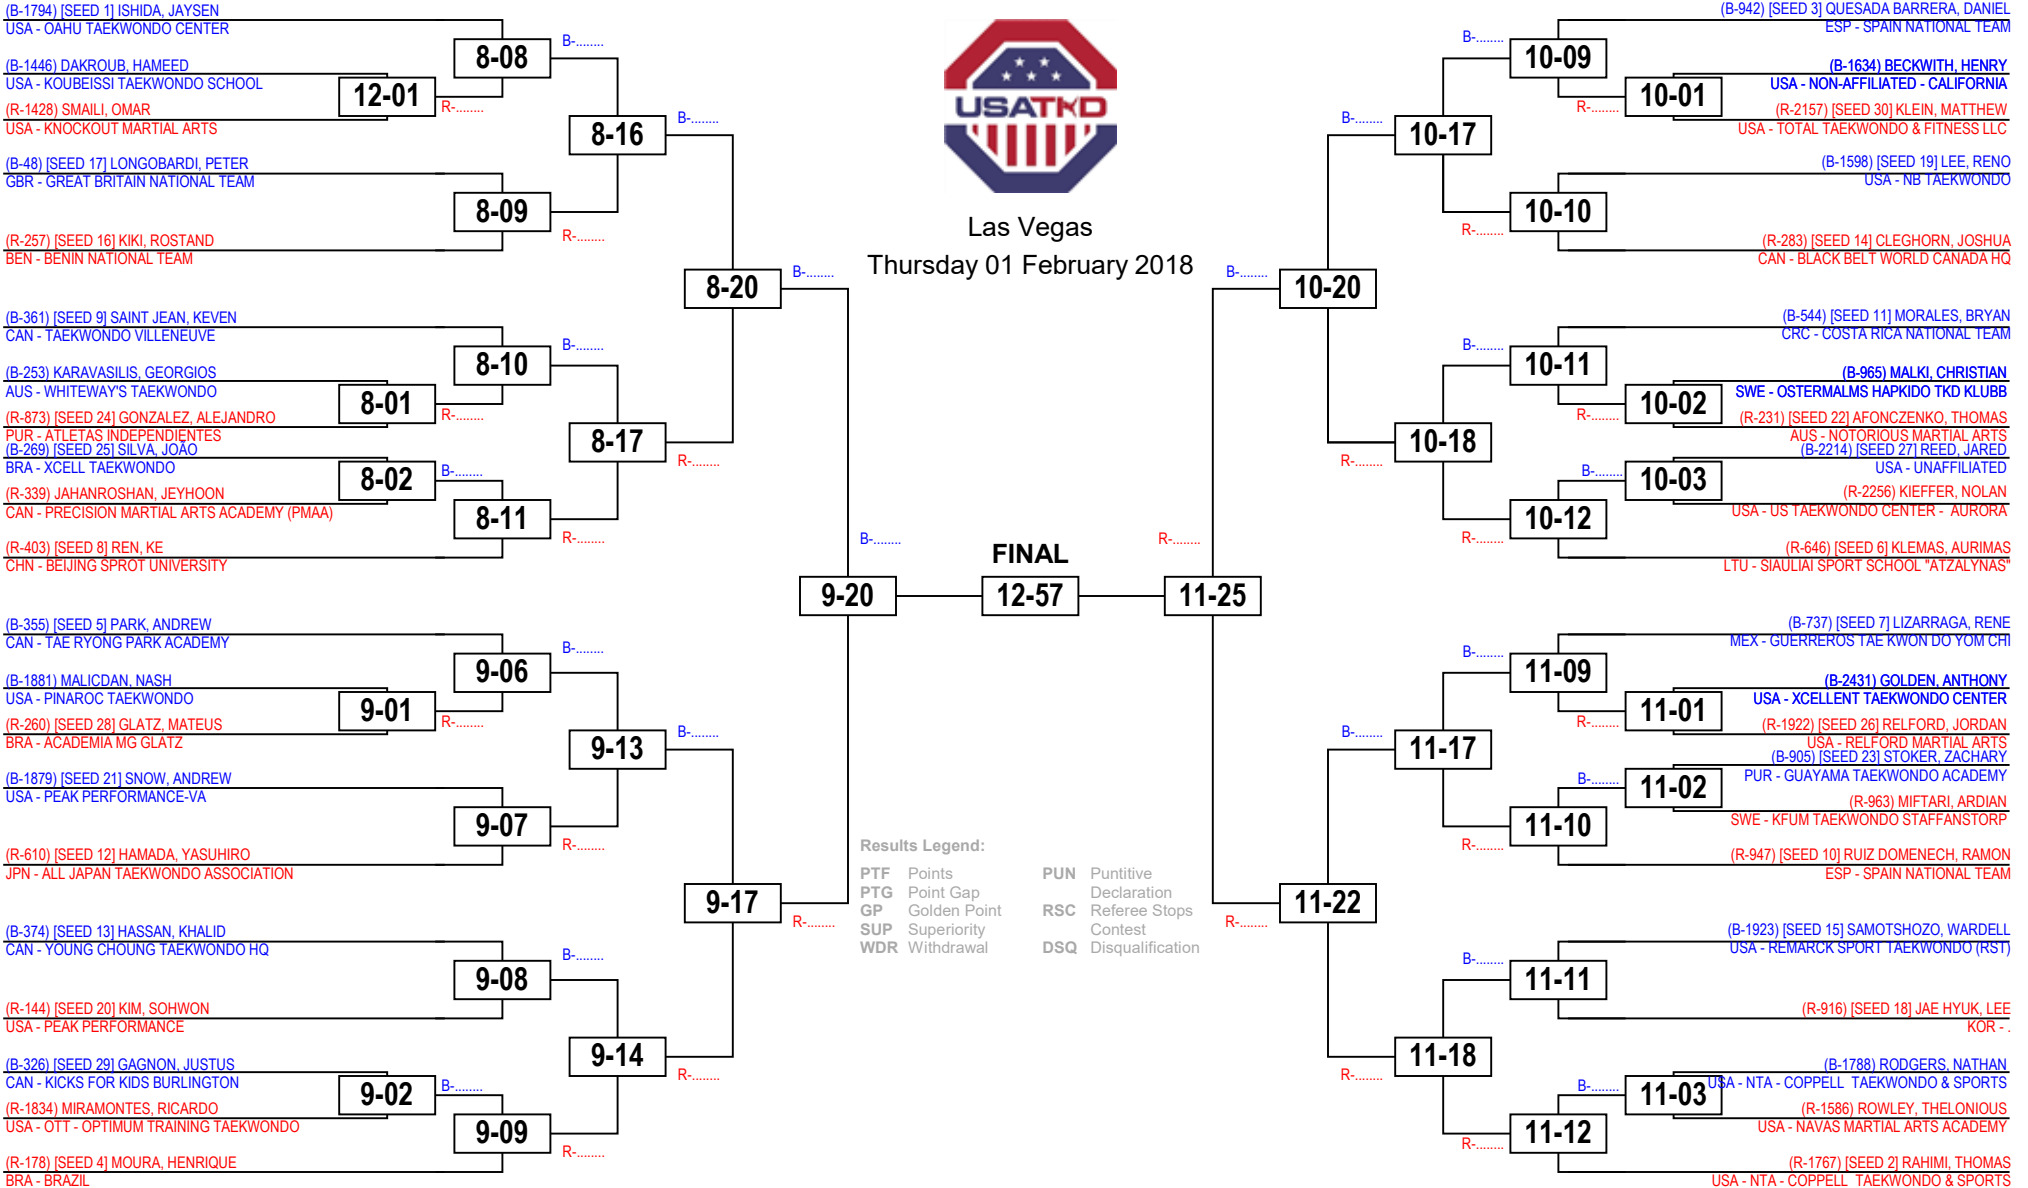 (B-1794) [SEED 1] ISHIDA, JAYSEN
USA - OAHU TAEKWONDO CENTER
8-08
B-........
(B-1446) DAKROUB, HAMEED
USA - KOUBEISSI TAEKWONDO SCHOOL
12-01
R-........
(R-1428) SMAILI, OMAR
USA - KNOCKOUT MARTIAL ARTS
8-16
B-........
(B-48) [SEED 17] LONGOBARDI, PETER
GBR - GREAT BRITAIN NATIONAL TEAM
8-09
R-........
(R-257) [SEED 16] KIKI, ROSTAND
BEN - BENIN NATIONAL TEAM
8-20
B-........
(B-361) [SEED 9] SAINT JEAN, KEVEN
CAN - TAEKWONDO VILLENEUVE
8-10
B-........
(B-253) KARAVASILIS, GEORGIOS
AUS - WHITEWAY'S TAEKWONDO
8-01
R-........
(R-873) [SEED 24] GONZALEZ, ALEJANDRO
PUR - ATLETAS INDEPENDIENTES
8-17
R-........
(B-269) [SEED 25] SILVA, JOÃO
BRA - XCELL TAEKWONDO
8-02
B-........
(R-339) JAHANROSHAN, JEYHOON
CAN - PRECISION MARTIAL ARTS ACADEMY (PMAA)
8-11
R-........
(R-403) [SEED 8] REN, KE
CHN - BEIJING SPROT UNIVERSITY
B-........
9-20
(B-355) [SEED 5] PARK, ANDREW
CAN - TAE RYONG PARK ACADEMY
9-06
B-........
(B-1881) MALICDAN, NASH
USA - PINAROC TAEKWONDO
9-01
R-........
(R-260) [SEED 28] GLATZ, MATEUS
BRA - ACADEMIA MG GLATZ
9-13
B-........
(B-1879) [SEED 21] SNOW, ANDREW
USA - PEAK PERFORMANCE-VA
9-07
R-........
(R-610) [SEED 12] HAMADA, YASUHIRO
JPN - ALL JAPAN TAEKWONDO ASSOCIATION
9-17
R-........
(B-374) [SEED 13] HASSAN, KHALID
CAN - YOUNG CHOUNG TAEKWONDO HQ
9-08
B-........
(R-144) [SEED 20] KIM, SOHWON
USA - PEAK PERFORMANCE
9-14
R-........
(B-326) [SEED 29] GAGNON, JUSTUS
CAN - KICKS FOR KIDS BURLINGTON
9-02
B-........
(R-1834) MIRAMONTES, RICARDO
USA - OTT - OPTIMUM TRAINING TAEKWONDO
9-09
R-........
(R-178) [SEED 4] MOURA, HENRIQUE
BRA - BRAZIL
USATKD
Las Vegas
Thursday 01 February 2018
FINAL
12-57
Results Legend:
PTF Points
PTG Point Gap
GP Golden Point
SUP Superiority
WDR Withdrawal
PUN Puntitive
Declaration
RSC Referee Stops
Contest
DSQ Disqualification
(B-942) [SEED 3] QUESADA BARRERA, DANIEL
ESP - SPAIN NATIONAL TEAM
B-........
10-09
(B-1634) BECKWITH, HENRY
USA - NON-AFFILIATED - CALIFORNIA
R-........
10-01
(R-2157) [SEED 30] KLEIN, MATTHEW
USA - TOTAL TAEKWONDO & FITNESS LLC
B-........
10-17
(B-1598) [SEED 19] LEE, RENO
USA - NB TAEKWONDO
R-........
10-10
(R-283) [SEED 14] CLEGHORN, JOSHUA
CAN - BLACK BELT WORLD CANADA HQ
B-........
10-20
(B-544) [SEED 11] MORALES, BRYAN
CRC - COSTA RICA NATIONAL TEAM
B-........
10-11
(B-965) MALKI, CHRISTIAN
SWE - OSTERMALMS HAPKIDO TKD KLUBB
R-........
10-02
(R-231) [SEED 22] AFONCZENKO, THOMAS
AUS - NOTORIOUS MARTIAL ARTS
R-........
10-18
(B-2214) [SEED 27] REED, JARED
USA - UNAFFILIATED
B-........
10-03
(R-2256) KIEFFER, NOLAN
USA - US TAEKWONDO CENTER - AURORA
R-........
10-12
(R-646) [SEED 6] KLEMAS, AURIMAS
LTU - SIAULIAI SPORT SCHOOL "ATZALYNAS"
R-........
11-25
(B-737) [SEED 7] LIZARRAGA, RENE
MEX - GUERREROS TAE KWON DO YOM CHI
B-........
11-09
(B-2431) GOLDEN, ANTHONY
USA - XCELLENT TAEKWONDO CENTER
R-........
11-01
(R-1922) [SEED 26] RELFORD, JORDAN
USA - RELFORD MARTIAL ARTS
B-........
11-17
(B-905) [SEED 23] STOKER, ZACHARY
PUR - GUAYAMA TAEKWONDO ACADEMY
B-........
11-02
(R-963) MIFTARI, ARDIAN
SWE - KFUM TAEKWONDO STAFFANSTORP
R-........
11-10
(R-947) [SEED 10] RUIZ DOMENECH, RAMON
ESP - SPAIN NATIONAL TEAM
R-........
11-22
(B-1923) [SEED 15] SAMOTSHOZO, WARDELL
USA - REMARCK SPORT TAEKWONDO (RST)
B-........
11-11
(R-916) [SEED 18] JAE HYUK, LEE
KOR - .
R-........
11-18
(B-1788) RODGERS, NATHAN
USA - NTA - COPPELL TAEKWONDO & SPORTS
B-........
11-03
(R-1586) ROWLEY, THELONIOUS
USA - NAVAS MARTIAL ARTS ACADEMY
R-........
11-12
(R-1767) [SEED 2] RAHIMI, THOMAS
USA - NTA - COPPELL TAEKWONDO & SPORTS